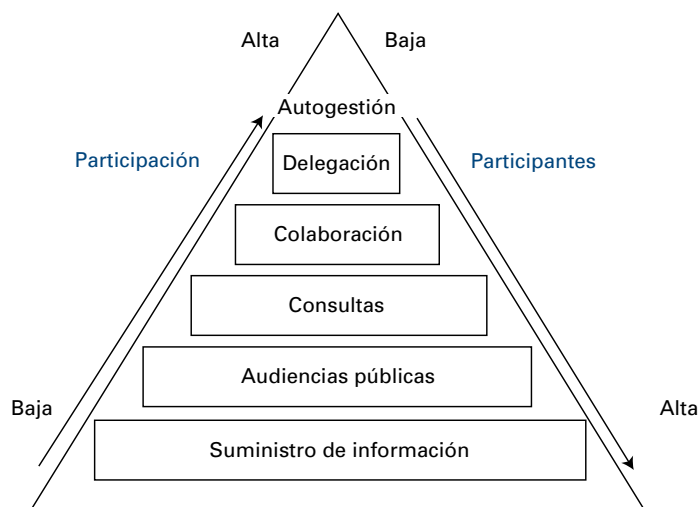 Alta
Baja
Autogestión
Participación
Delegación
Participantes
Colaboración
Consultas
Audiencias públicas
Baja
Alta
Suministro de información